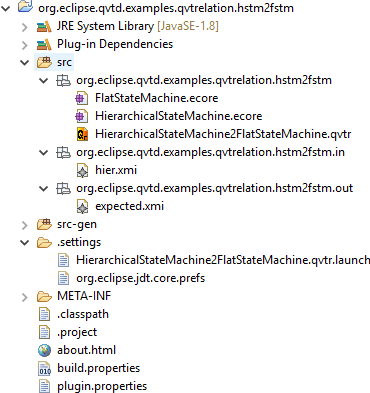 org.eclipse.qvtd.examples.qvtrelation.hstm2fstm
JRE System Library [JavaSE-1.8]
Plug-in Dependencies
src
org.eclipse.qvtd.examples.qvtrelation.hstm2fstm
FlatStateMachine.ecore
HierarchicalStateMachine.ecore
HierarchicalStateMachine2FlatStateMachine.qvtr
org.eclipse.qvtd.examples.qvtrelation.hstm2fstm.in
hier.xmi
org.eclipse.qvtd.examples.qvtrelation.hstm2fstm.out
expected.xmi
src-gen
.settings
HierarchicalStateMachine2FlatStateMachine.qvtr.launch
org.eclipse.jdt.core.prefs
META-INF
.classpath
.project
about.html
build.properties
plugin.properties